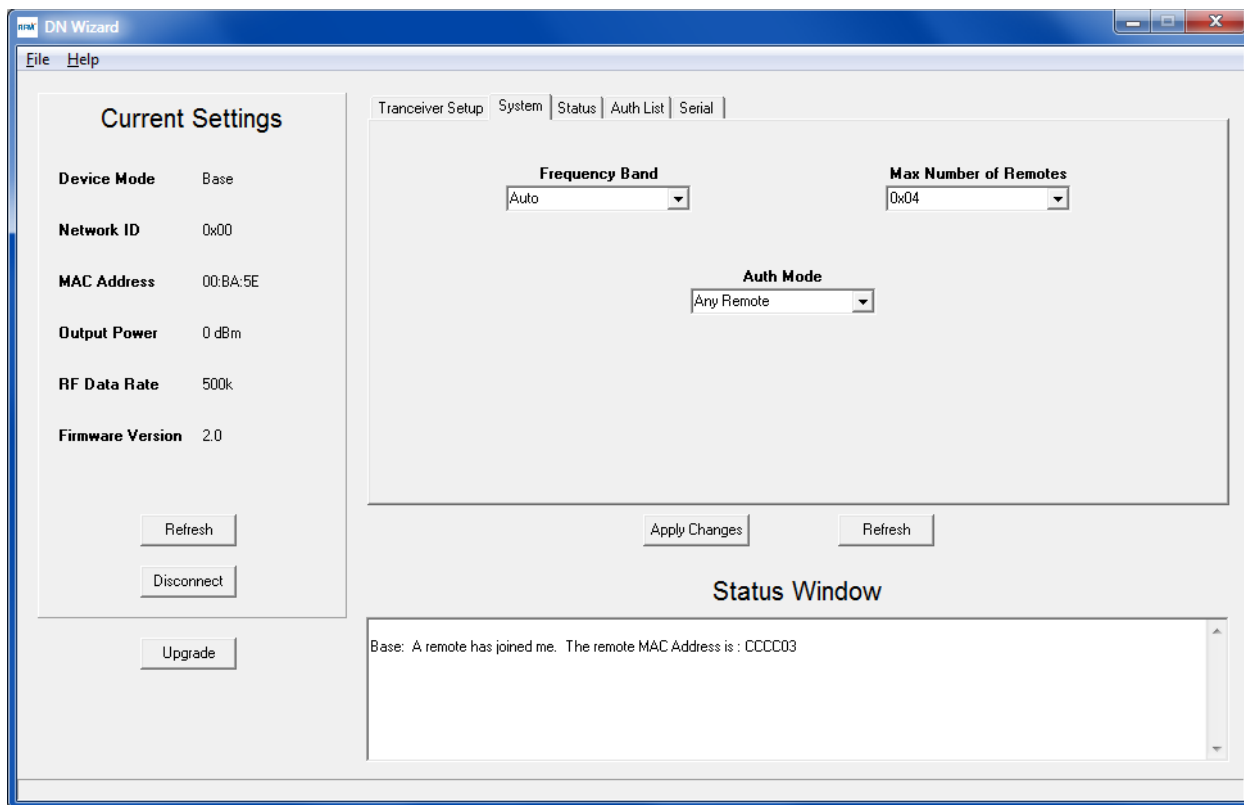 RFM DN Wizard
File Help
Current Settings
Device Mode Base
Network ID 0x00
MAC Address 00:BA:5E
Output Power 0 dBm
RF Data Rate 500k
Firmware Version 2.0
Refresh
Disconnect
Upgrade
Tranceiver Setup System Status Auth List Serial
Frequency Band Max Number of Remotes
Auto 0x04
Auth Mode
Any Remote
Apply Changes Refresh
Status Window
Base: A remote has joined me. The remote MAC Address is : CCCC03